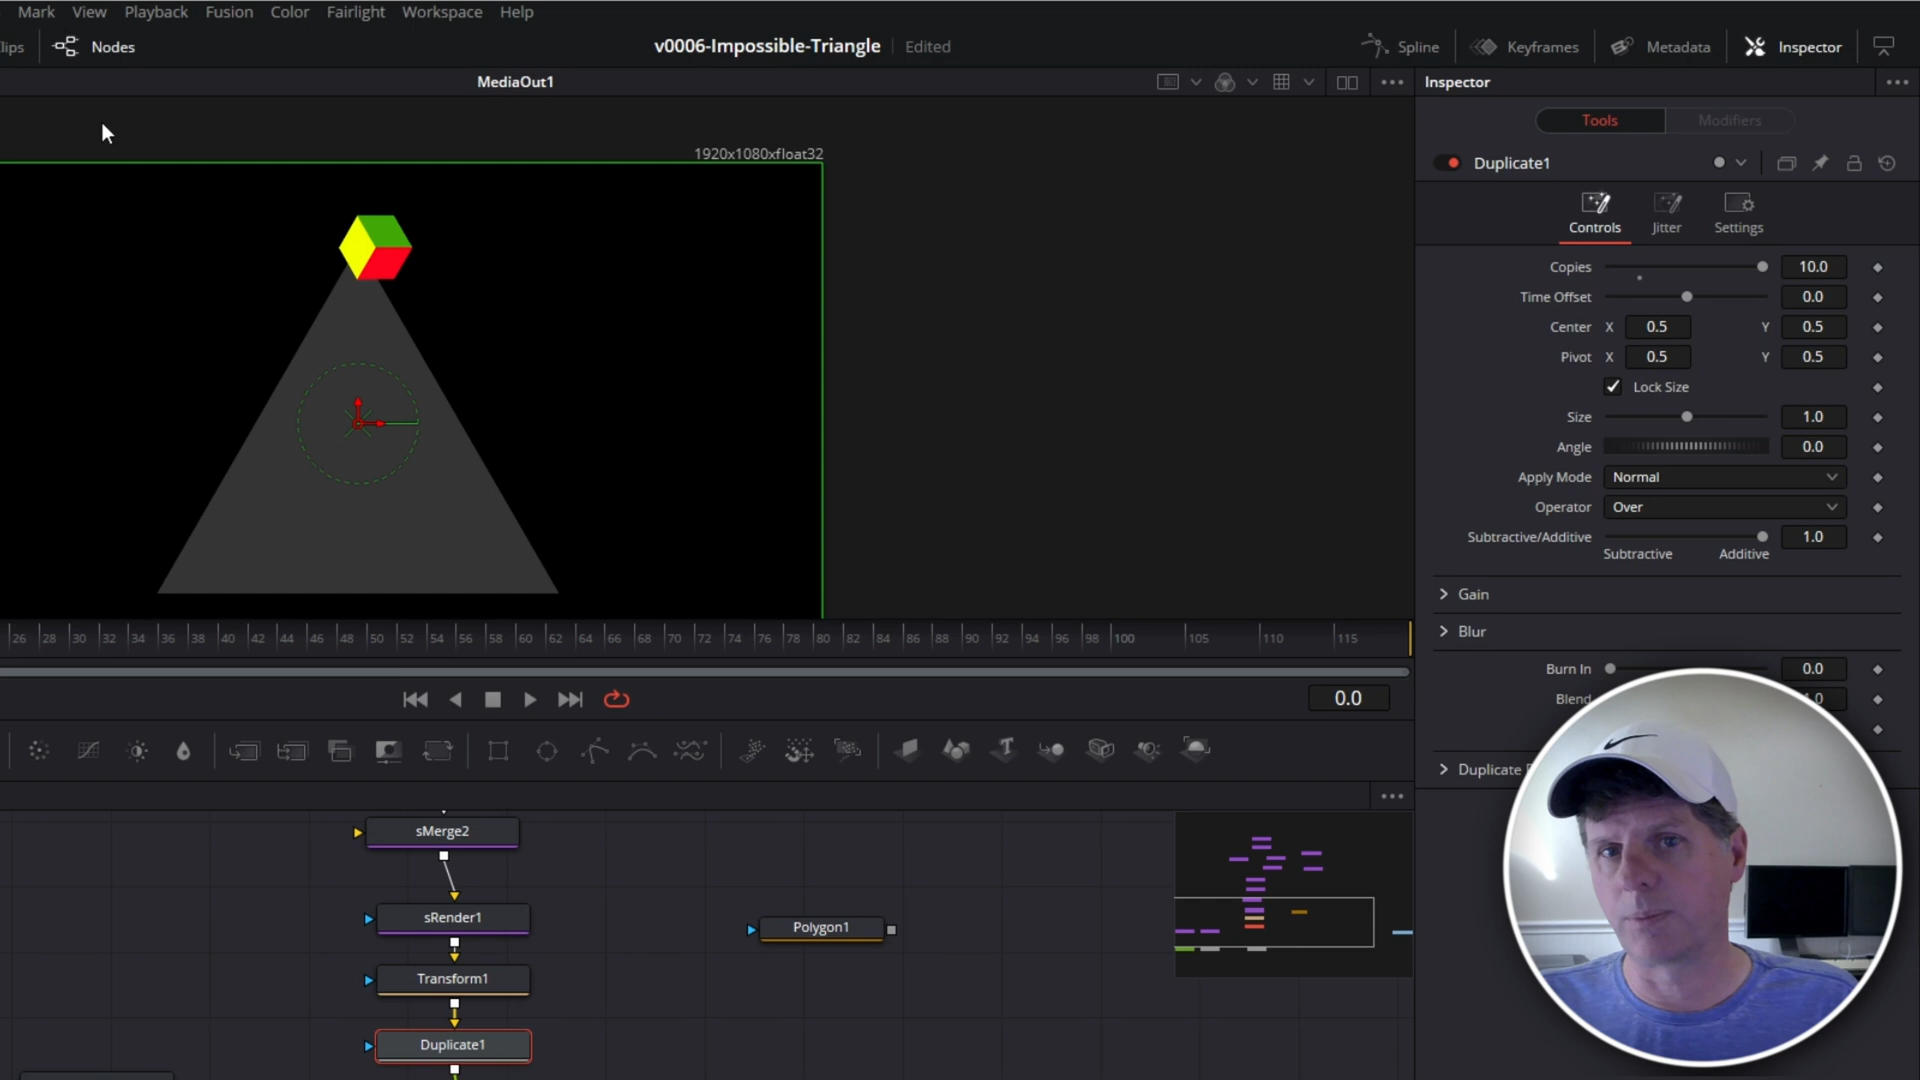 Mark View Playback Fusion Color Fairlight Workspace Help
lips Nodes v0006-Impossible-Triangle Edited Spline Keyframes Metadata Inspector
MediaOut1 Inspector
Tools Modifiers
1920x1080xfloat32
Duplicate1
Controls Jitter Settings
Copies 10.0
Time Offset 0.0
Center X 0.5 Y 0.5
Pivot X 0.5 Y 0.5
Lock Size
Size 1.0
Angle 0.0
Apply Mode Normal
Operator Over
Subtractive/Additive 1.0
Subtractive Additive
Gain
Blur
26 28 30 32 34 36 38 40 42 44 46 48 50 52 54 56 58 60 62 64 66 68 70 72 74 76 78 80 82 84 86 88 90 92 94 96 98 100 105 110 115
Burn In 0.0
0.0
Blend .0
Duplicate
sMerge2
sRender1
Polygon1
Transform1
Duplicate1